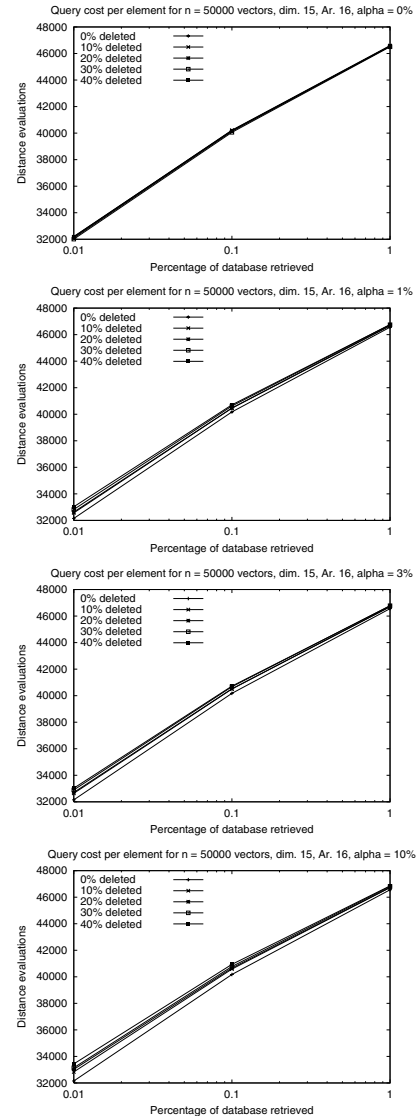 Query cost per element for n = 50000 vectors, dim. 15, Ar. 16, alpha = 0%
48000
46000
44000
42000
40000
38000
36000
34000
32000
Distance evaluations
0% deleted
10% deleted
20% deleted
30% deleted
40% deleted
0.01 0.1 1
Percentage of database retrieved
Query cost per element for n = 50000 vectors, dim. 15, Ar. 16, alpha = 1%
48000
46000
44000
42000
40000
38000
36000
34000
32000
Distance evaluations
0% deleted
10% deleted
20% deleted
30% deleted
40% deleted
0.01 0.1 1
Percentage of database retrieved
Query cost per element for n = 50000 vectors, dim. 15, Ar. 16, alpha = 3%
48000
46000
44000
42000
40000
38000
36000
34000
32000
Distance evaluations
0% deleted
10% deleted
20% deleted
30% deleted
40% deleted
0.01 0.1 1
Percentage of database retrieved
Query cost per element for n = 50000 vectors, dim. 15, Ar. 16, alpha = 10%
48000
46000
44000
42000
40000
38000
36000
34000
32000
Distance evaluations
0% deleted
10% deleted
20% deleted
30% deleted
40% deleted
0.01 0.1 1
Percentage of database retrieved